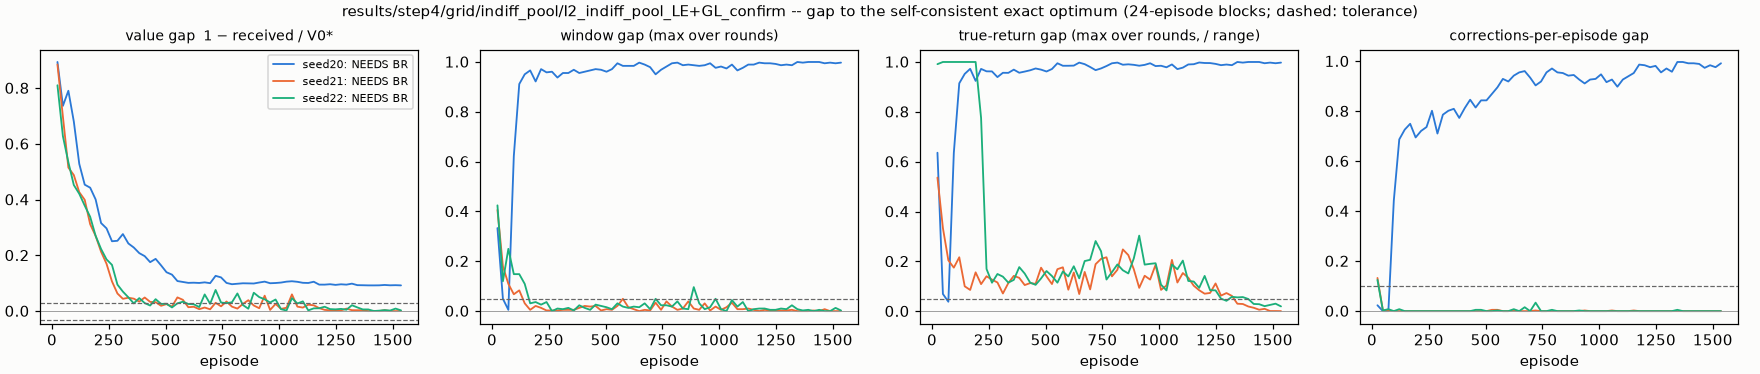 results/step4/grid/indiff_pool/I2_indiff_pool_LE+GL_confirm -- gap to the self-consistent exact optimum (24-episode blocks; dashed: tolerance)
value gap 1 − received / V0*
0.8
0.6
0.4
0.2
0.0
0 250 500 750 1000 1250 1500
episode
seed20: NEEDS BR
seed21: NEEDS BR
seed22: NEEDS BR
window gap (max over rounds)
1.0
0.8
0.6
0.4
0.2
0.0
0 250 500 750 1000 1250 1500
episode
true-return gap (max over rounds, / range)
1.0
0.8
0.6
0.4
0.2
0.0
0 250 500 750 1000 1250 1500
episode
corrections-per-episode gap
1.0
0.8
0.6
0.4
0.2
0.0
0 250 500 750 1000 1250 1500
episode